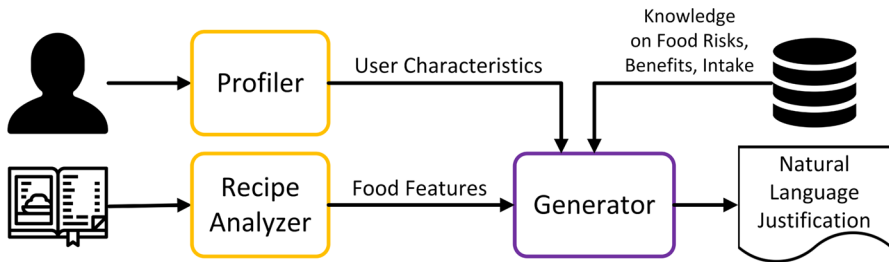 Profiler
User Characteristics
Knowledge
on Food Risks,
Benefits, Intake
Recipe
Analyzer
Food Features
Generator
Natural
Language
Justification